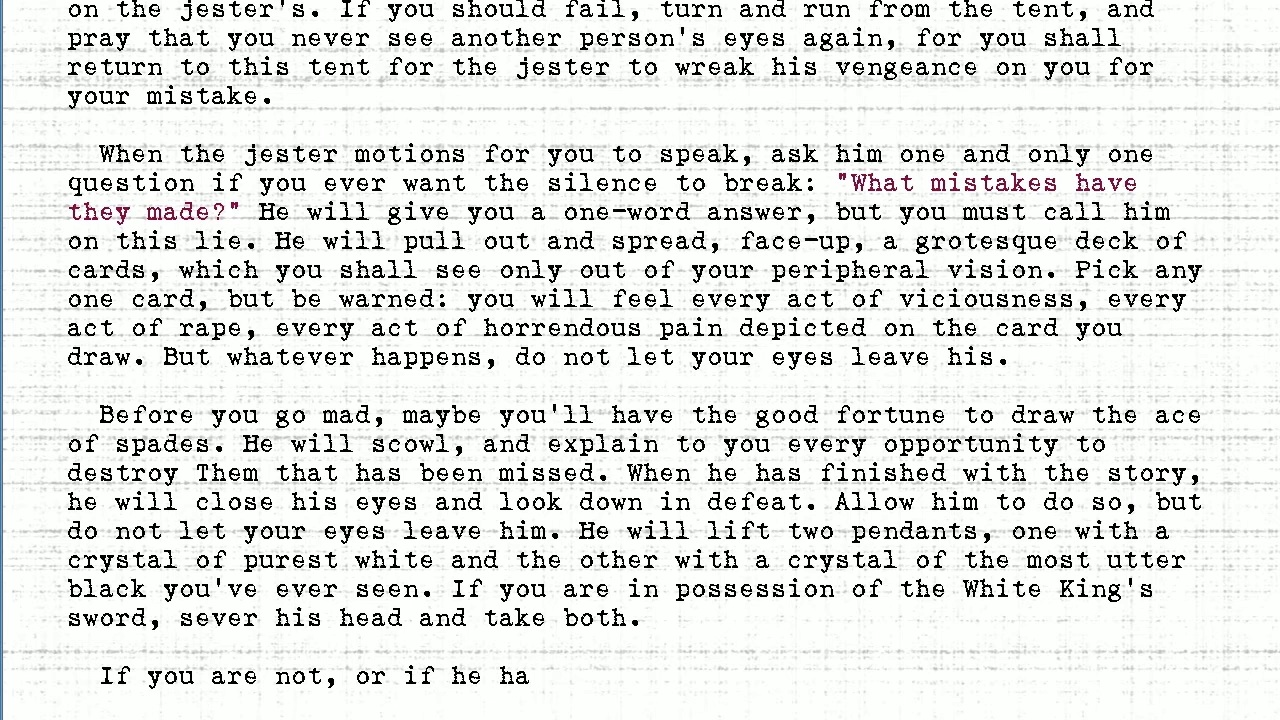 on the jester's. If you should fail, turn and run from the tent, and
pray that you never see another person's eyes again, for you shall
return to this tent for the jester to wreak his vengeance on you for
your mistake.
When the jester motions for you to speak, ask him one and only one
question if you ever want the silence to break: "What mistakes have
they made?" He will give you a one-word answer, but you must call him
on this lie. He will pull out and spread, face-up, a grotesque deck of
cards, which you shall see only out of your peripheral vision. Pick any
one card, but be warned: you will feel every act of viciousness, every
act of rape, every act of horrendous pain depicted on the card you
draw. But whatever happens, do not let your eyes leave his.
Before you go mad, maybe you'll have the good fortune to draw the ace
of spades. He will scowl, and explain to you every opportunity to
destroy Them that has been missed. When he has finished with the story,
he will close his eyes and look down in defeat. Allow him to do so, but
do not let your eyes leave him. He will lift two pendants, one with a
crystal of purest white and the other with a crystal of the most utter
black you've ever seen. If you are in possession of the White King's
sword, sever his head and take both.
If you are not, or if he ha